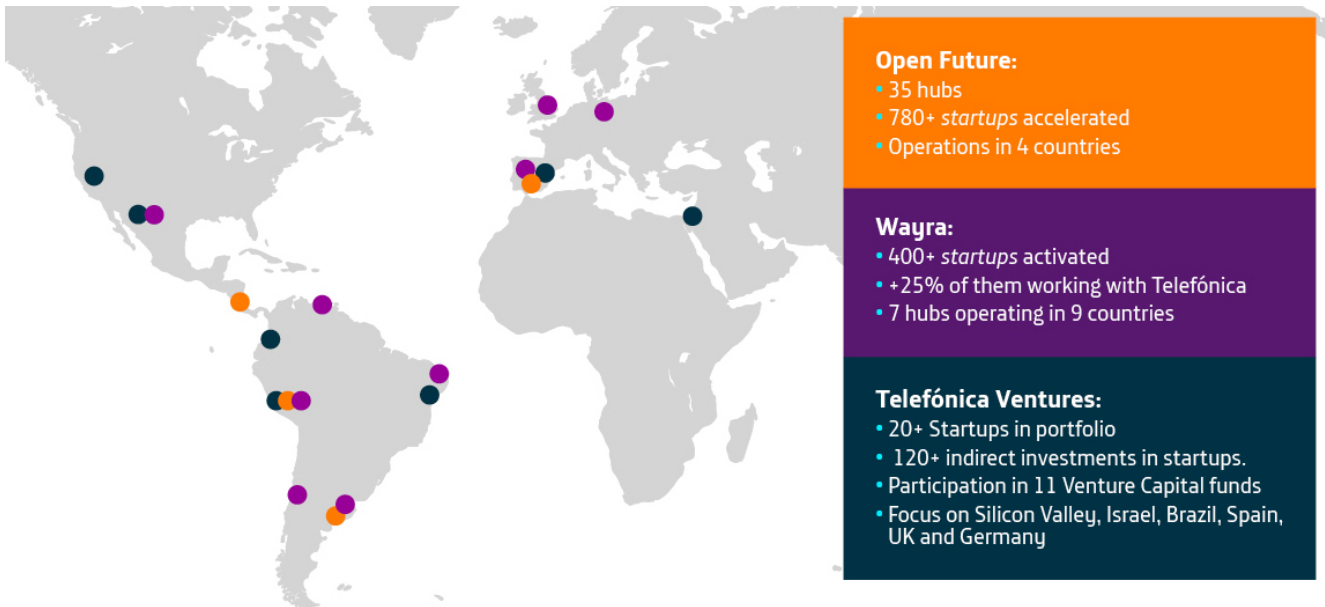 Open Future:
• 35 hubs
• 780+ startups accelerated
• Operations in 4 countries
Wayra:
• 400+ startups activated
• +25% of them working with Telefónica
• 7 hubs operating in 9 countries
Telefónica Ventures:
• 20+ Startups in portfolio
• 120+ indirect investments in startups.
• Participation in 11 Venture Capital funds
• Focus on Silicon Valley, Israel, Brazil, Spain,
UK and Germany